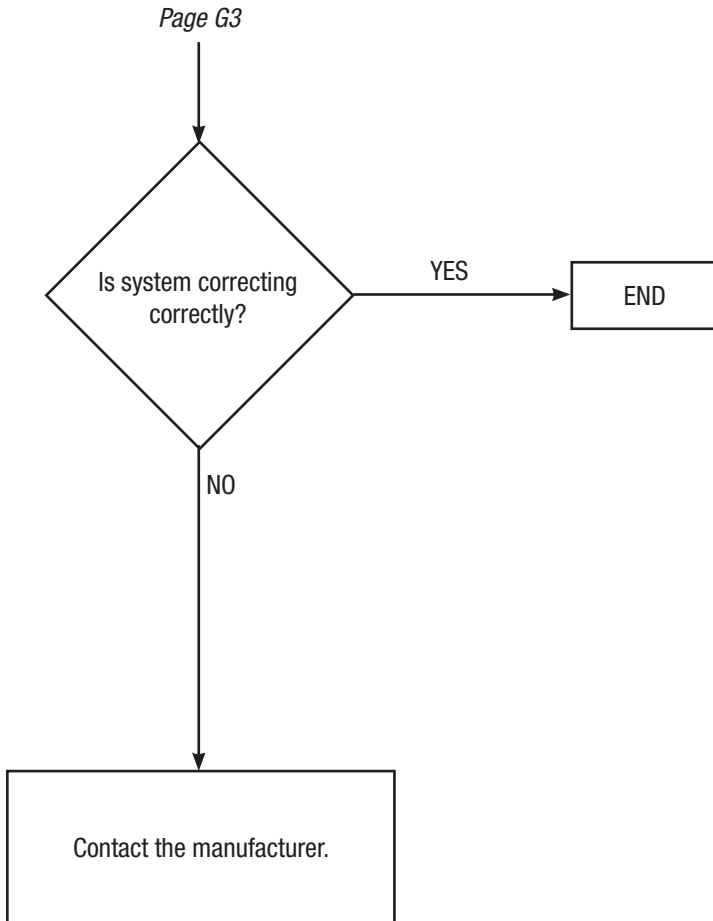 Page G3
Is system correcting
correctly?
YES
END
NO
Contact the manufacturer.